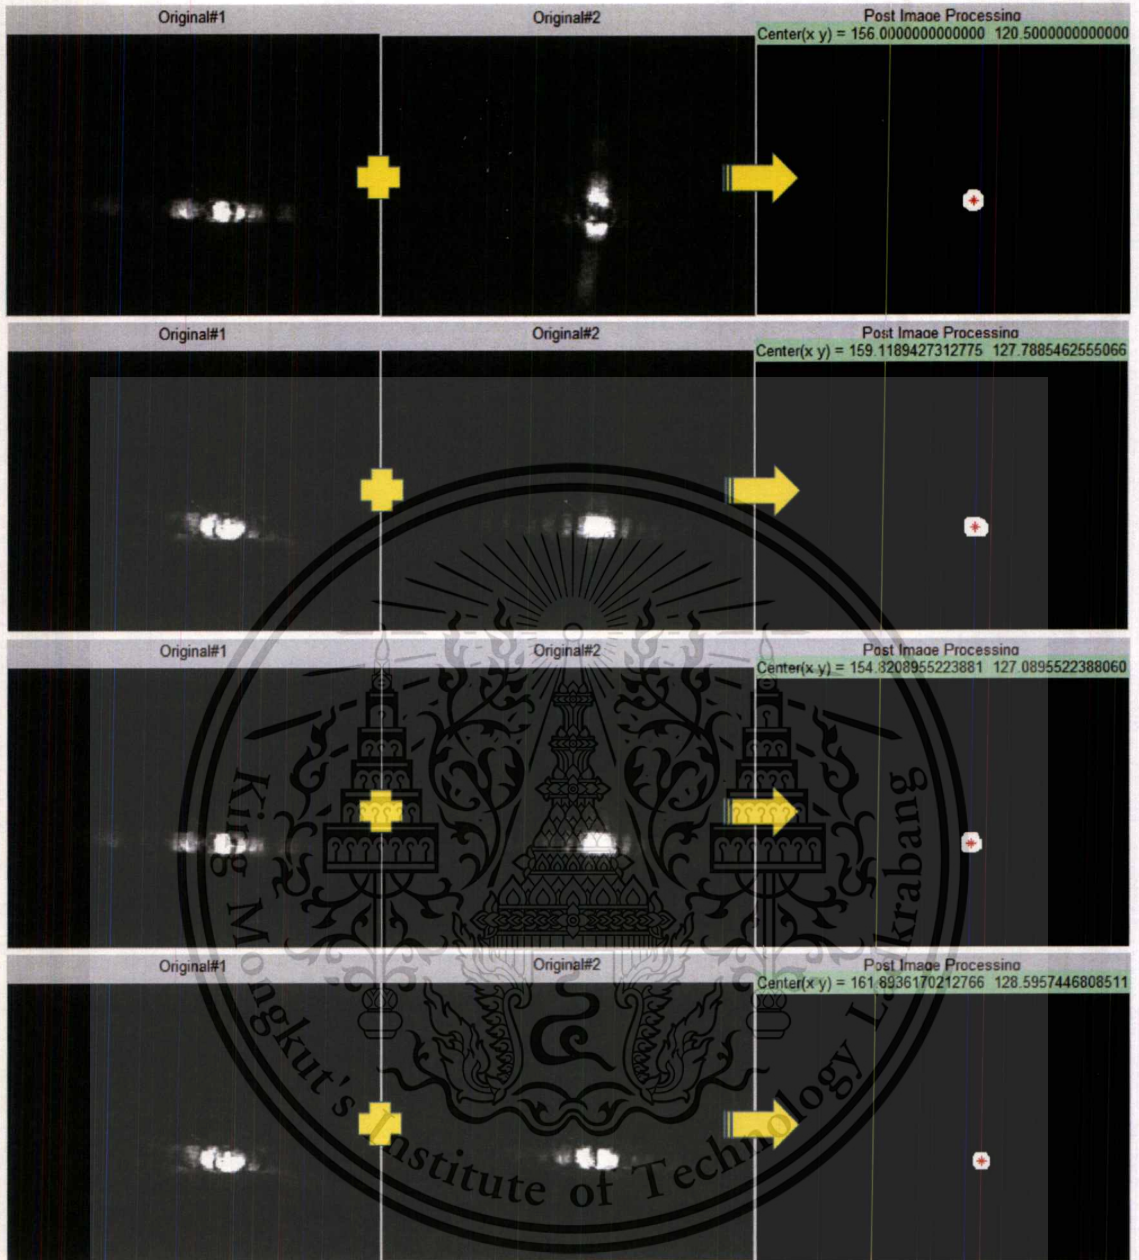 Original#1 Original#2 Post Image Processing
Center(x y) = 156.0000000000000 120.5000000000000
Original#1 Original#2 Post Image Processing
Center(x y) = 159.1189427312775 127.7885462555066
Original#1 Original#2 Post Image Processing
Center(x y) = 154.8208955223881 127.0895522388060
Original#1 Original#2 Post Image Processing
Center(x y) = 161.8936170212766 128.5957446808511
King Mongkut's Institute of Technology Ladkrabang